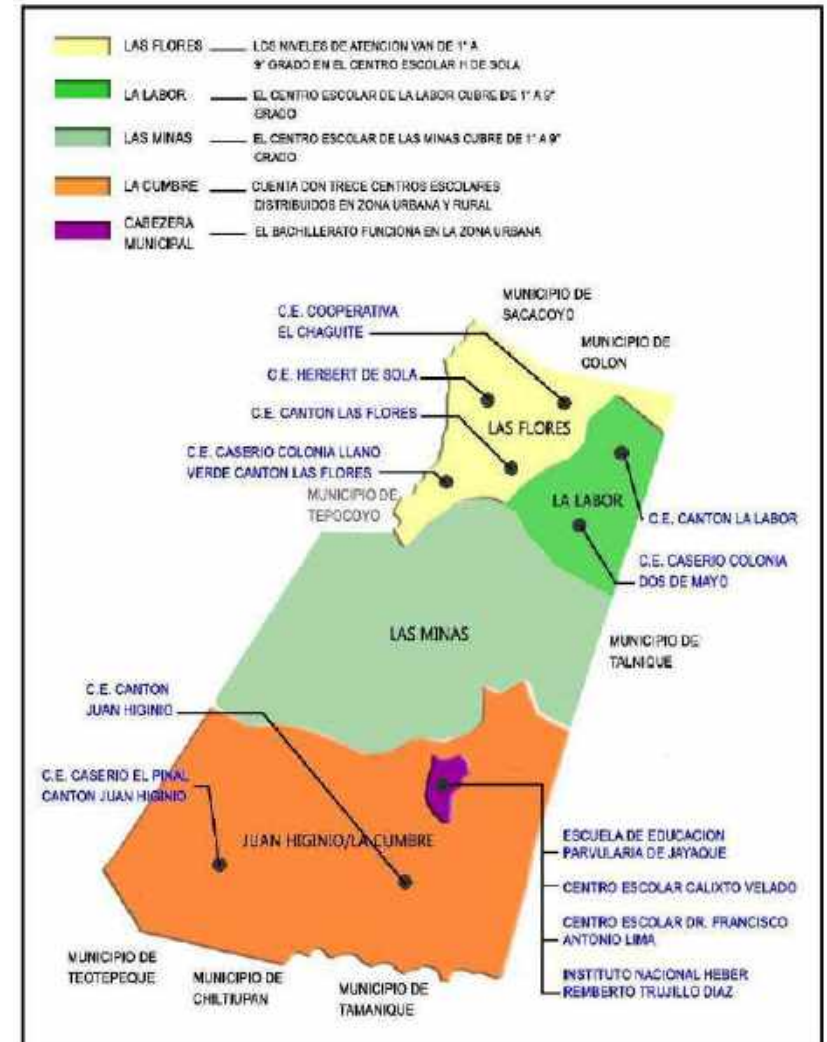 LAS FLORES
LOS NIVELES DE ATENCION VAN DE 1° A
9° GRADO EN EL CENTRO ESCOLAR H DE SOLA
LA LABOR
EL CENTRO ESCOLAR DE LA LABOR CUBRE DE 1° A 9°
GRADO
LAS MINAS
EL CENTRO ESCOLAR DE LAS MINAS CUBRE DE 1° A 9°
GRADO
LA CUMBRE
CUENTA CON TRECE CENTROS ESCOLARES
DISTRIBUIDOS EN ZONA URBANA Y RURAL
CABEZERA
MUNICIPAL
EL BACHILLERATO FUNCIONA EN LA ZONA URBANA
MUNICIPIO DE
SACACOYO
C.E. COOPERATIVA
EL CHAGUITE
MUNICIPIO DE
COLON
C.E. HERBERT DE SOLA
C.E. CANTON LAS FLORES
LAS FLORES
C.E. CASERIO COLONIA LLANO
VERDE CANTON LAS FLORES
MUNICIPIO DE
TEPOCOYO
LA LABOR
C.E. CANTON LA LABOR
C.E. CASERIO COLONIA
DOS DE MAYO
LAS MINAS
MUNICIPIO DE
TALNIQUE
C.E. CANTON
JUAN HIGINIO
C.E. CASERIO EL PINAL
CANTON JUAN HIGINIO
JUAN HIGINIO/LA CUMBRE
ESCUELA DE EDUCACION
PARVULARIA DE JAYAQUE
CENTRO ESCOLAR CALIXTO VELADO
CENTRO ESCOLAR DR. FRANCISCO
ANTONIO LIMA
INSTITUTO NACIONAL HEBER
REMBERTO TRUJILLO DIAZ
MUNICIPIO DE
TEOTEPEQUE
MUNICIPIO DE
CHILTIUPAN
MUNICIPIO DE
TAMANIQUE